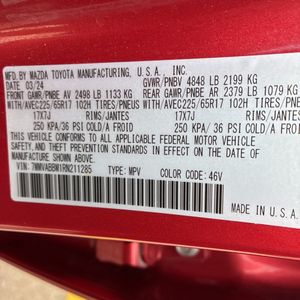 MFD. BY MAZDA TOYOTA MANUFACTURING, U.S.A., INC.
DATE 03/24 GVWR/PNBV 4848 LB 2199 KG
FRONT GAWR/PNBE AV 2498 LB 1133 KG REAR GAWR/PNBE AR 2379 LB 1079 KG
WITH/AVEC225/65R17 102H TIRES/PNEUS WITH/AVEC225/65R17 102H TIRES/PNEUS
17X7J RIMS/JANTES 17X7J RIMS/JANTES
250 KPA/36 PSI COLD/A FROID 250 KPA/36 PSI COLD/A FROID
THIS VEHICLE CONFORMS TO ALL APPLICABLE FEDERAL MOTOR VEHICLE
SAFETY AND THEFT PREVENTION STANDARDS IN EFFECT ON THE DATE OF
MANUFACTURE SHOWN ABOVE.
VIN: TYPE: MPV COLOR CODE: 46V